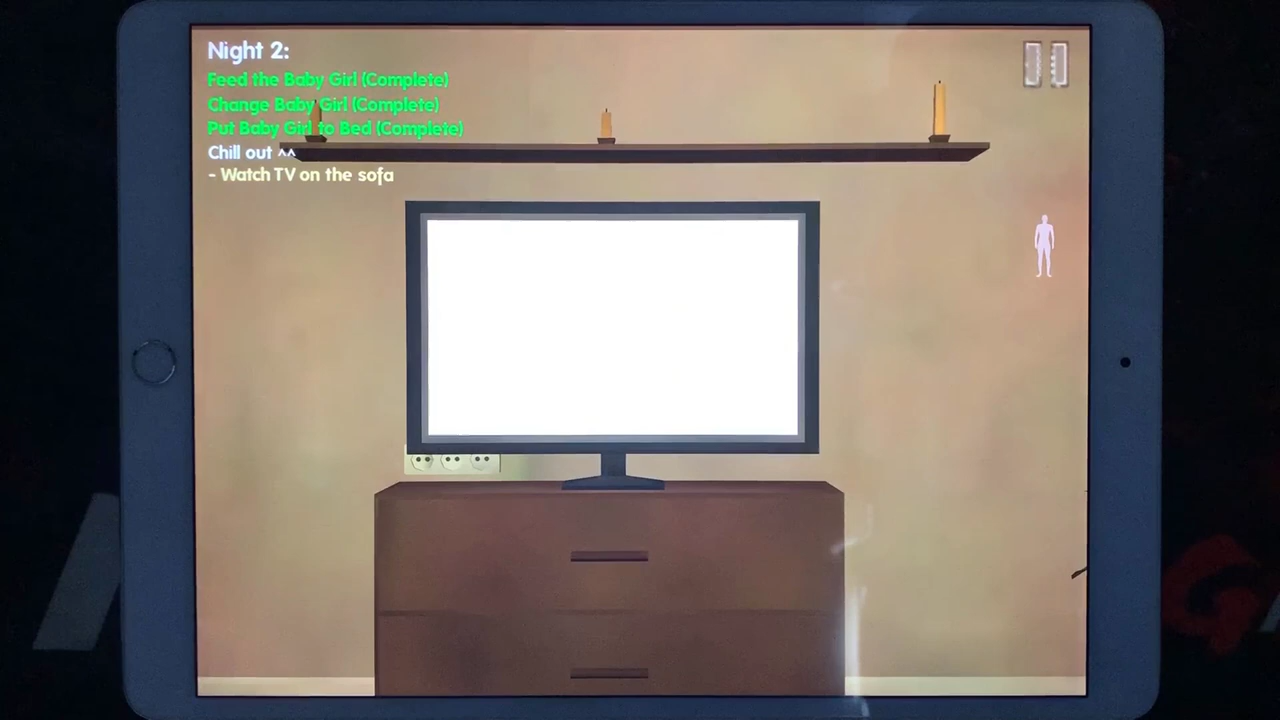 Night 2:
Feed the Baby Girl (Complete)
Change Baby Girl (Complete)
Put Baby Girl to Bed (Complete)
Chill out ^^
- Watch TV on the sofa